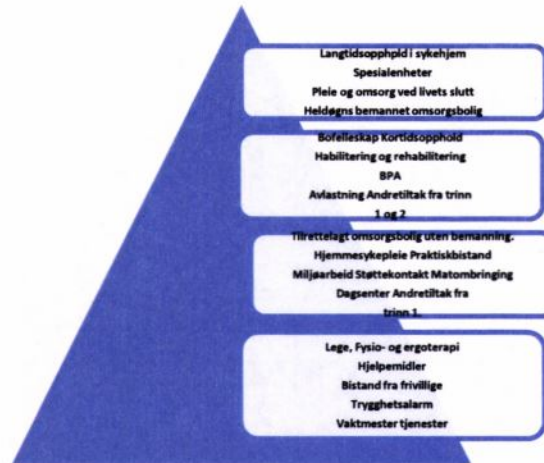 Langtidsopphpld i sykehjem
Spesialenheter
Pleie og omsorg ved livets slutt
Heldøgns bemannet omsorgsbolig
Bofelleskap Kortidsopphold
Habilitering og rehabilitering
BPA
Avlastning Andretiltak fra trinn
1 og 2
Tilrettelagt omsorgsbolig uten bemanning.
Hjemmesykepleie Praktiskbistand
Miljøarbeid Støttekontakt Matombringing
Dagsenter Andretiltak fra
trinn 1.
Lege, Fysio- og ergoterapi
Hjelpemidler
Bistand fra frivillige
Trygghetsalarm
Vaktmester tjenester